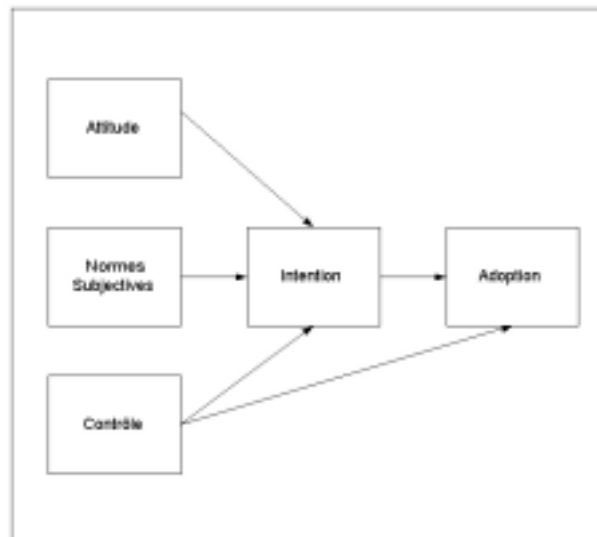 Attitude
Normes
Subjectives
Intention
Adoption
Contrôle